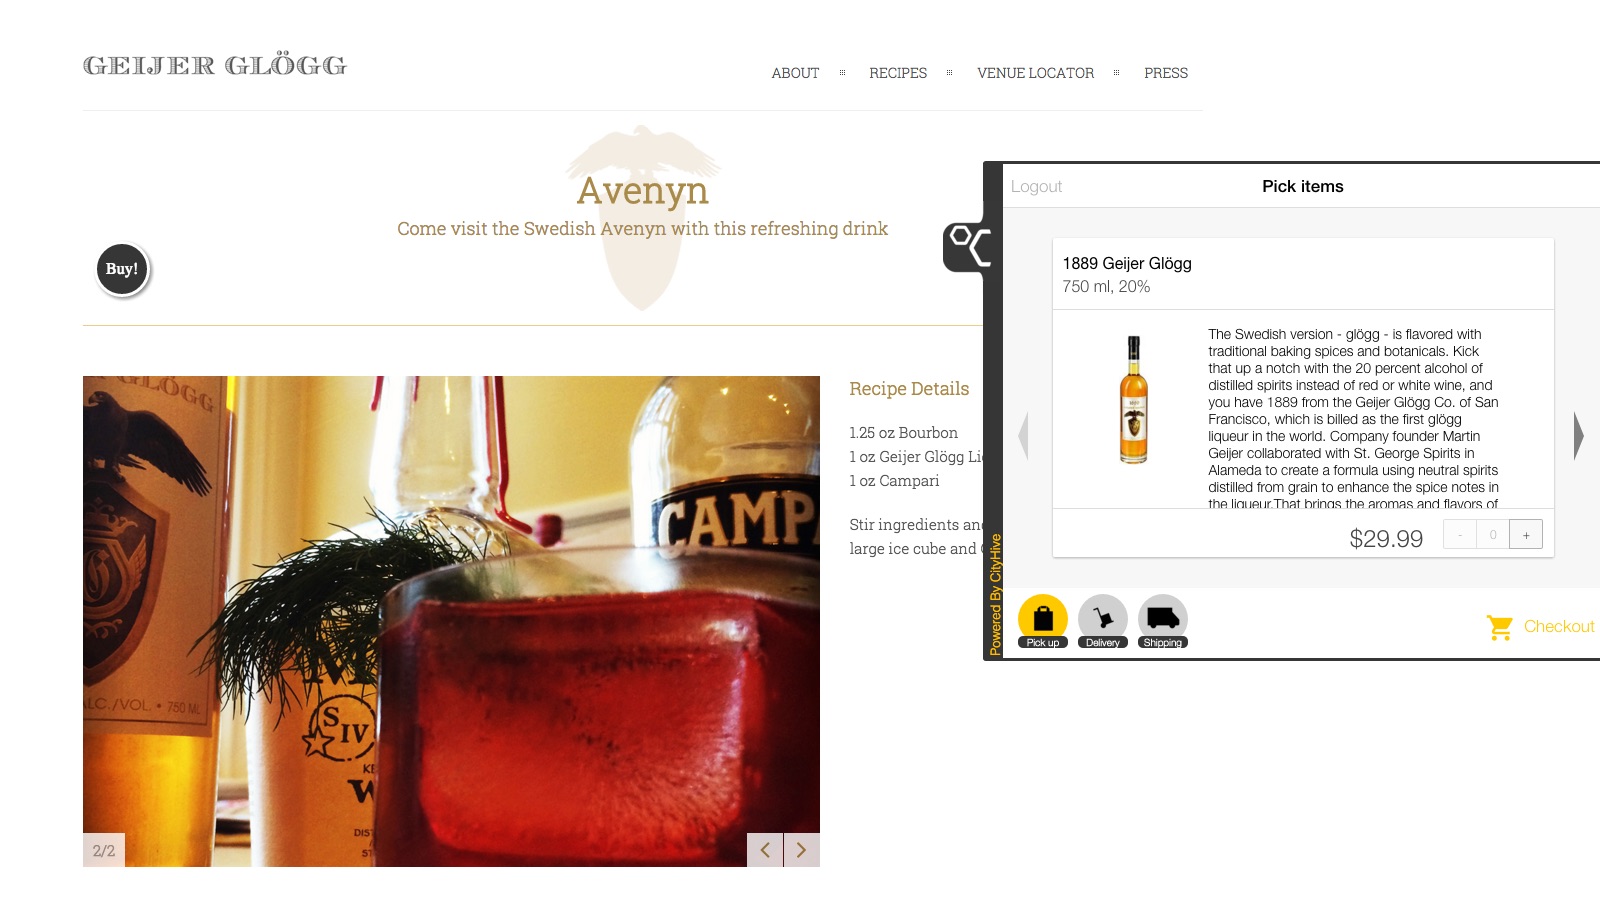 GEIJER GLÖGG
ABOUT
RECIPES
VENUE LOCATOR
PRESS
Avenyn
Come visit the Swedish Avenyn with this refreshing drink
Buy!
Recipe Details
1.25 oz Bourbon
1 oz Geijer Glögg
1 oz Campari
Stir ingredients
large ice cube and
GLÖGG
ALC./VOL. • 750 ML
CAMP
SIV
2/2
Logout
Pick items
1889 Geijer Glögg
750 ml, 20%
The Swedish version - glögg - is flavored with
traditional baking spices and botanicals. Kick
that up a notch with the 20 percent alcohol of
distilled spirits instead of red or white wine, and
you have 1889 from the Geijer Glögg Co. of San
Francisco, which is billed as the first glögg
liqueur in the world. Company founder Martin
Geijer collaborated with St. George Spirits in
Alameda to create a formula using neutral spirits
distilled from grain to enhance the spice notes in
the liqueur.That brings the aromas and flavors of
$29.99
-
0
+
Powered By CityHive
Pick up
Delivery
Shipping
Checkout